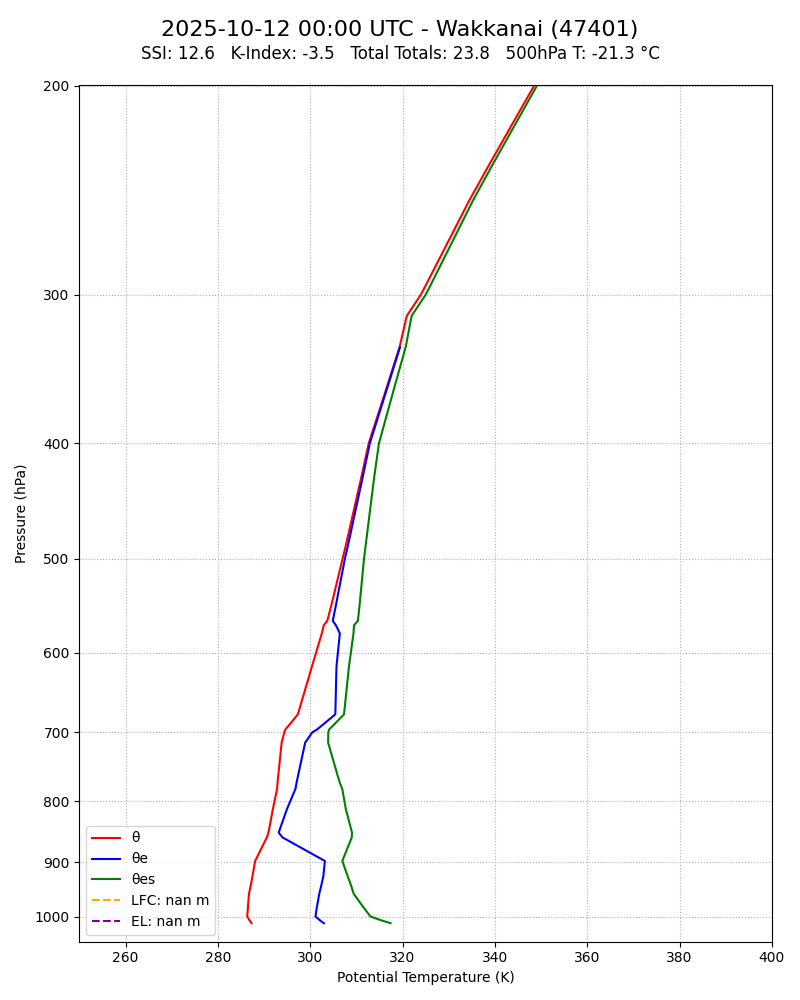 2025-10-12 00:00 UTC - Wakkanai (47401)
SSI: 12.6   K-Index: -3.5   Total Totals: 23.8   500hPa T: -21.3 °C
200
300
400
500
600
700
800
900
1000
Pressure (hPa)
θ
θe
θes
LFC: nan m
EL: nan m
260 280 300 320 340 360 380 400
Potential Temperature (K)